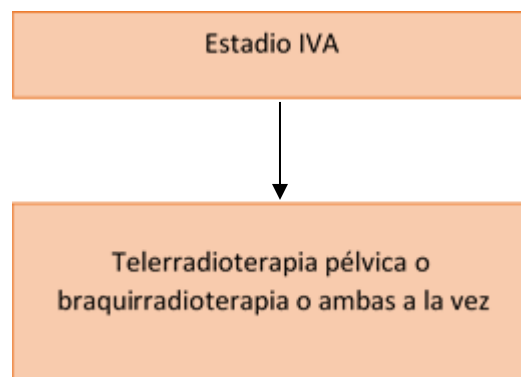 Estadio IVA
Telerradioterapia pélvica o
braquirradioterapia o ambas a la vez